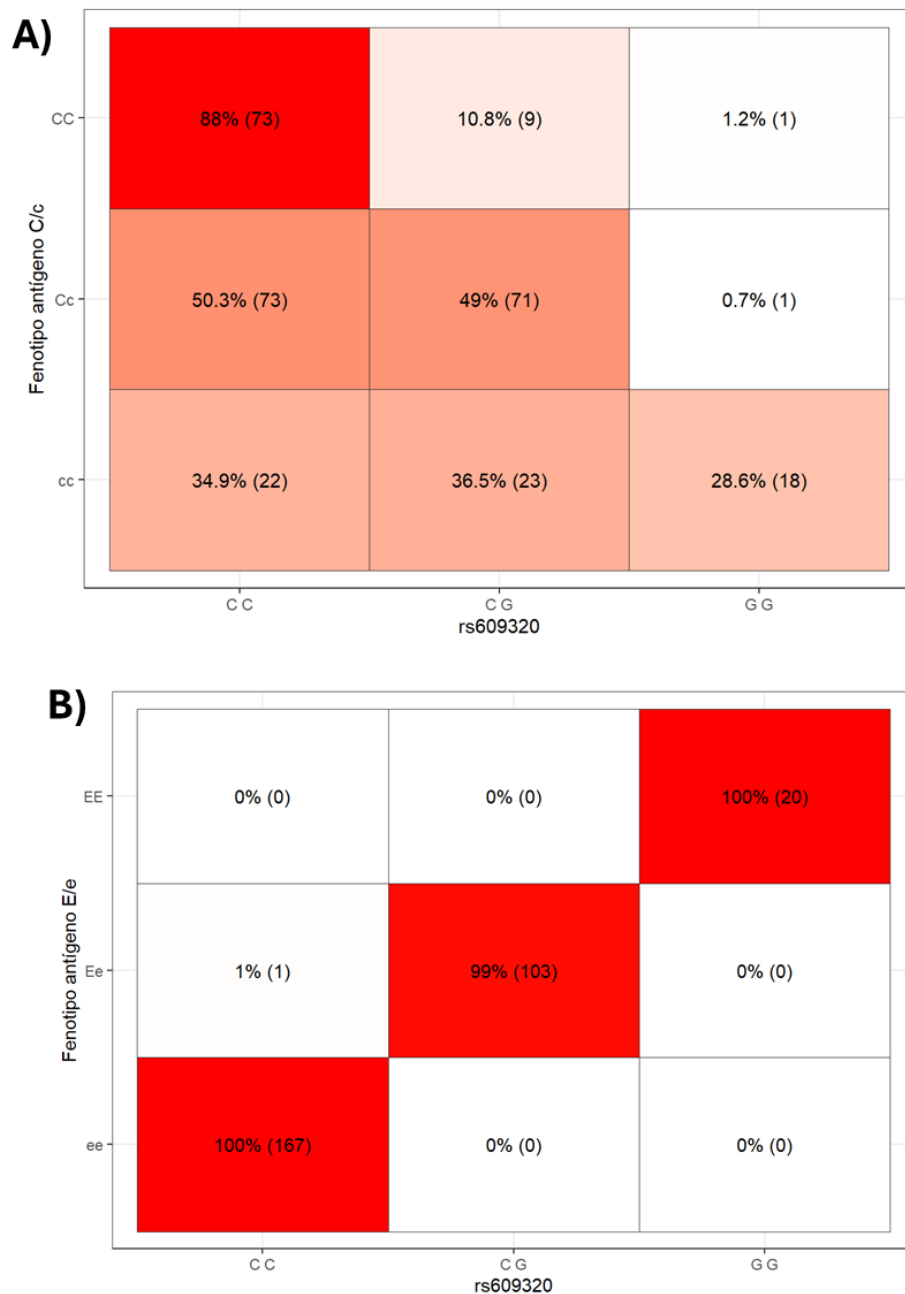 A)
Fenotipo antígeno C/c
CC
88% (73)
10.8% (9)
1.2% (1)
Cc
50.3% (73)
49% (71)
0.7% (1)
cc
34.9% (22)
36.5% (23)
28.6% (18)
C C
C G
G G
rs609320
B)
Fenotipo antígeno E/e
EE
0% (0)
0% (0)
100% (20)
Ee
1% (1)
99% (103)
0% (0)
ee
100% (167)
0% (0)
0% (0)
C C
C G
G G
rs609320